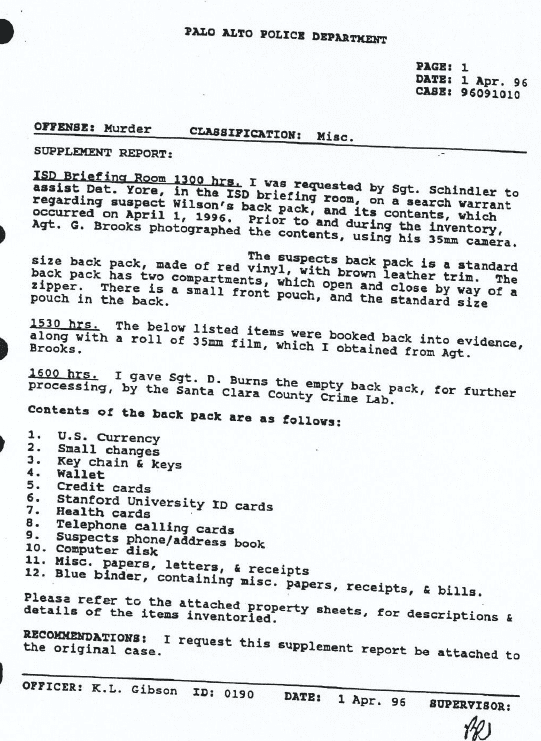 PALO ALTO POLICE DEPARTMENT
PAGE: 1
DATE: 1 Apr. 96
CASE: 96091010
OFFENSE: Murder CLASSIFICATION: Misc.
SUPPLEMENT REPORT:
ISD Briefing Room 1300 hrs. I was requested by Sgt. Schindler to
assist Det. Yore, in the ISD briefing room, on a search warrant
regarding suspect Wilson's back pack, and its contents, which
occurred on April 1, 1996. Prior to and during the inventory,
Agt. G. Brooks photographed the contents, using his 35mm camera.
The suspects back pack is a standard
size back pack, made of red vinyl, with brown leather trim. The
back pack has two compartments, which open and close by way of a
zipper. There is a small front pouch, and the standard size
pouch in the back.
1530 hrs. The below listed items were booked back into evidence,
along with a roll of 35mm film, which I obtained from Agt.
Brooks.
1600 hrs. I gave Sgt. D. Burns the empty back pack, for further
processing, by the Santa Clara County Crime Lab.
Contents of the back pack are as follows:
1. U.S. Currency
2. Small changes
3. Key chain & keys
4. Wallet
5. Credit cards
6. Stanford University ID cards
7. Health cards
8. Telephone calling cards
9. Suspects phone/address book
10. Computer disk
11. Misc. papers, letters, & receipts
12. Blue binder, containing misc. papers, receipts, & bills.
Please refer to the attached property sheets, for descriptions &
details of the items inventoried.
RECOMMENDATIONS: I request this supplement report be attached to
the original case.
OFFICER: K.L. Gibson ID: 0190 DATE: 1 Apr. 96 SUPERVISOR: